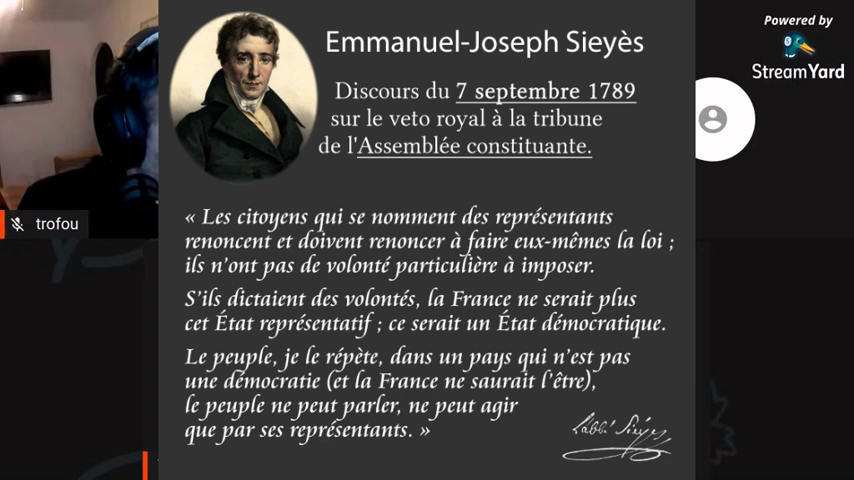 Emmanuel-Joseph Sieyès
Discours du 7 septembre 1789
sur le veto royal à la tribune
de l'Assemblée constituante.
« Les citoyens qui se nomment des représentants
renoncent et doivent renoncer à faire eux-mêmes la loi ;
ils n'ont pas de volonté particulière à imposer.
S'ils dictaient des volontés, la France ne serait plus
cet État représentatif ; ce serait un État démocratique.
Le peuple, je le répète, dans un pays qui n'est pas
une démocratie (et la France ne saurait l'être),
le peuple ne peut parler, ne peut agir
que par ses représentants. »
L'abbé Sieyes
Powered by
StreamYard
trofou